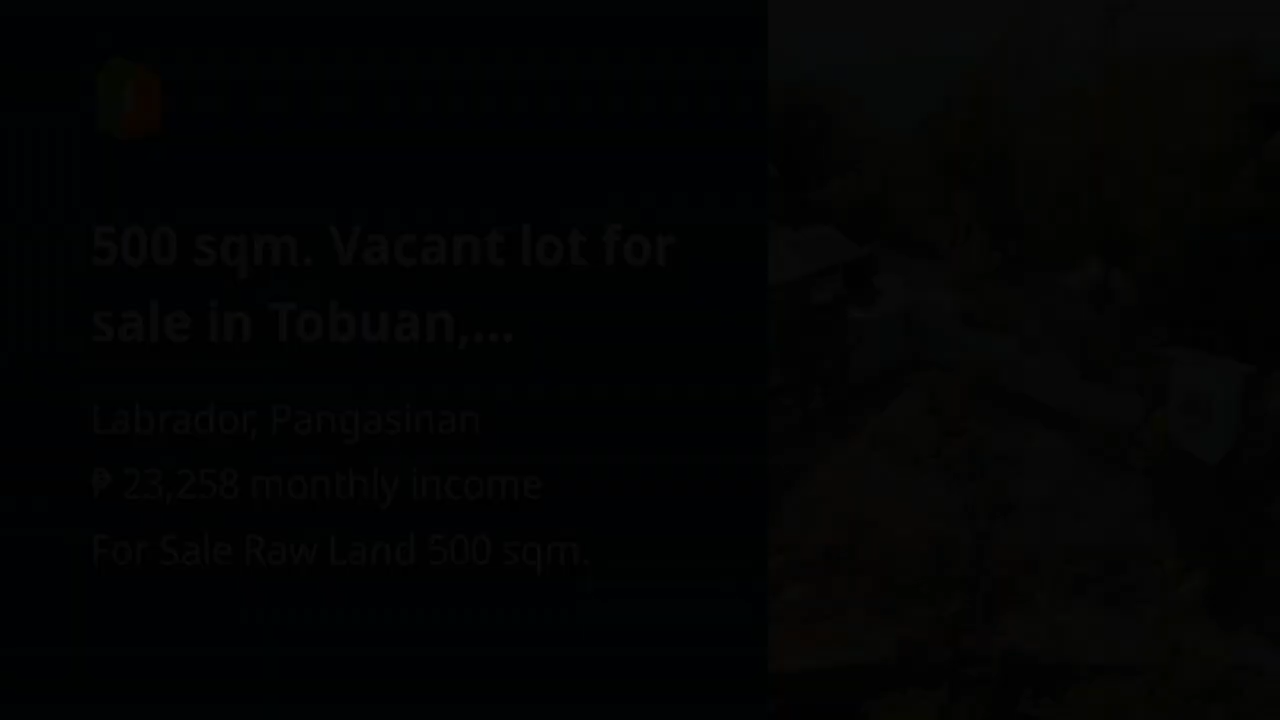 500 sqm. Vacant lot for
sale in Tobuan,...
Labrador, Pangasinan
₱ 23,258 monthly income
For Sale Raw Land 500 sqm.